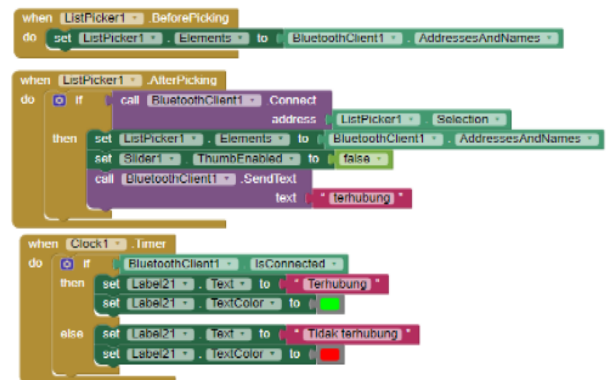 when ListPicker1 .BeforePicking
do set ListPicker1 . Elements to BluetoothClient1 . AddressesAndNames
when ListPicker1 .AfterPicking
do if call BluetoothClient1 .Connect
address ListPicker1 . Selection
then set ListPicker1 . Elements to BluetoothClient1 . AddressesAndNames
set Slider1 . ThumbEnabled to false
call BluetoothClient1 .SendText
text " terhubung "
when Clock1 .Timer
do if BluetoothClient1 . IsConnected
then set Label21 . Text to " Terhubung "
set Label21 . TextColor to
else set Label21 . Text to " Tidak terhubung "
set Label21 . TextColor to